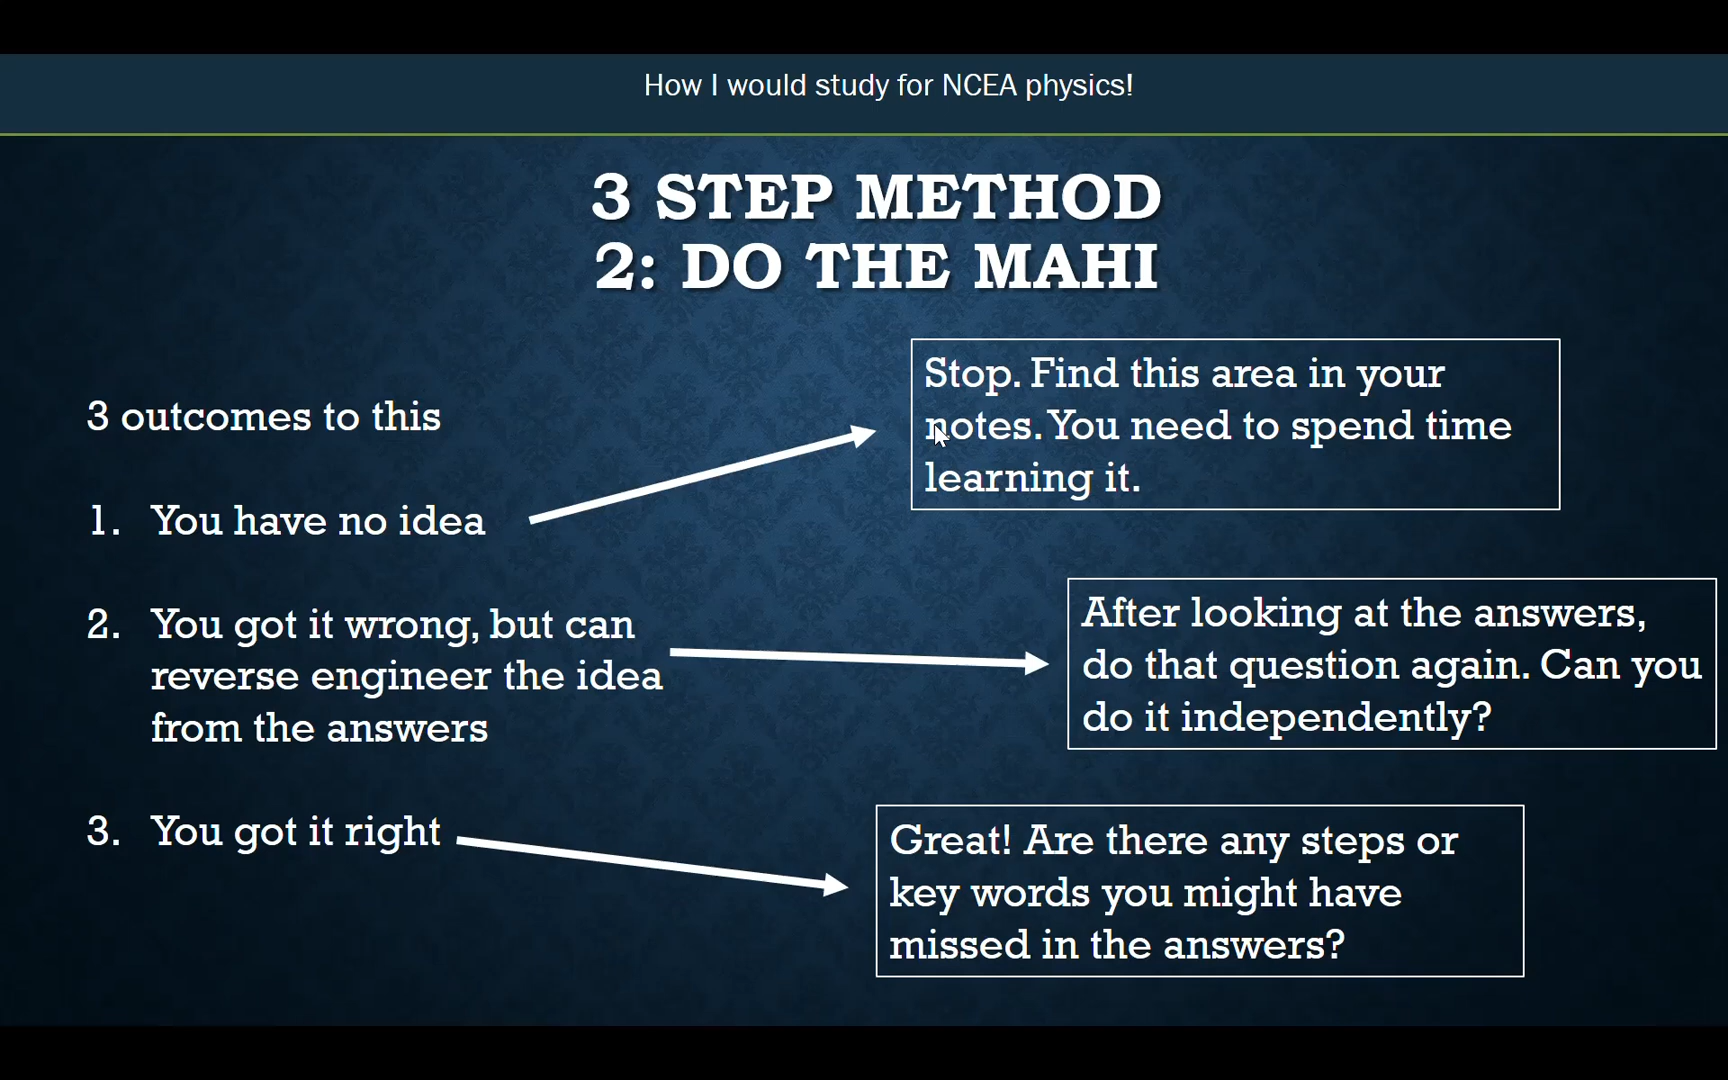 How I would study for NCEA physics!
3 STEP METHOD
2: DO THE MAHI
3 outcomes to this
1. You have no idea
2. You got it wrong, but can
reverse engineer the idea
from the answers
3. You got it right
Stop. Find this area in your
notes. You need to spend time
learning it.
After looking at the answers,
do that question again. Can you
do it independently?
Great! Are there any steps or
key words you might have
missed in the answers?